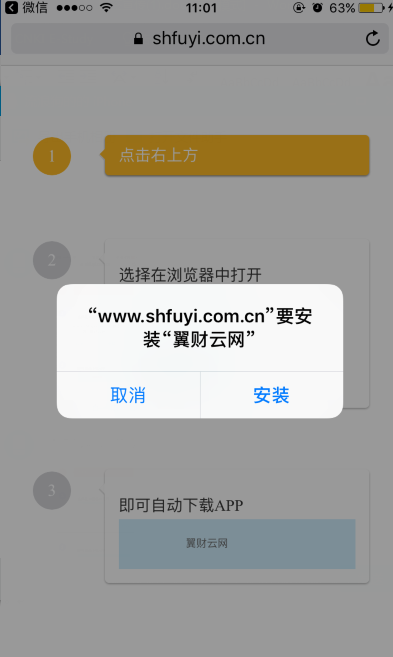 微信 11:01 63%
shfuyi.com.cn
1 点击右上方
2
选择在浏览器中打开
“www.shfuyi.com.cn”要安
装“翼财云网”
取消 安装
3
即可自动下载APP
翼财云网